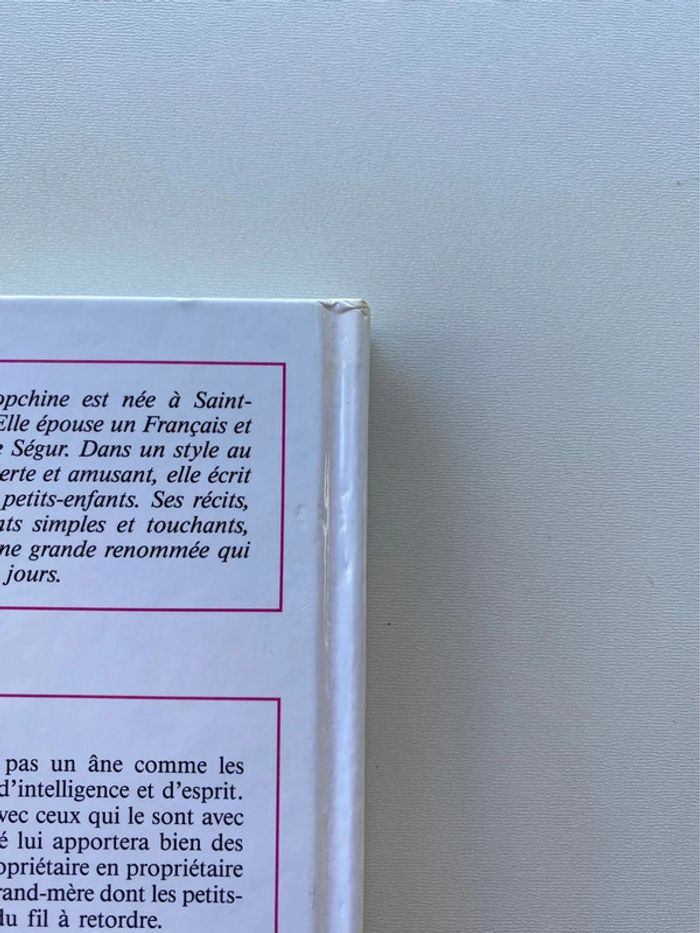 opchine est née à Saint-
Elle épouse un Français et
e Ségur. Dans un style au
erte et amusant, elle écrit
petits-enfants. Ses récits,
nts simples et touchants,
ne grande renommée qui
jours.
pas un âne comme les
d'intelligence et d'esprit.
vec ceux qui le sont avec
é lui apportera bien des
opriétaire en propriétaire
rand-mère dont les petits-
du fil à retordre.